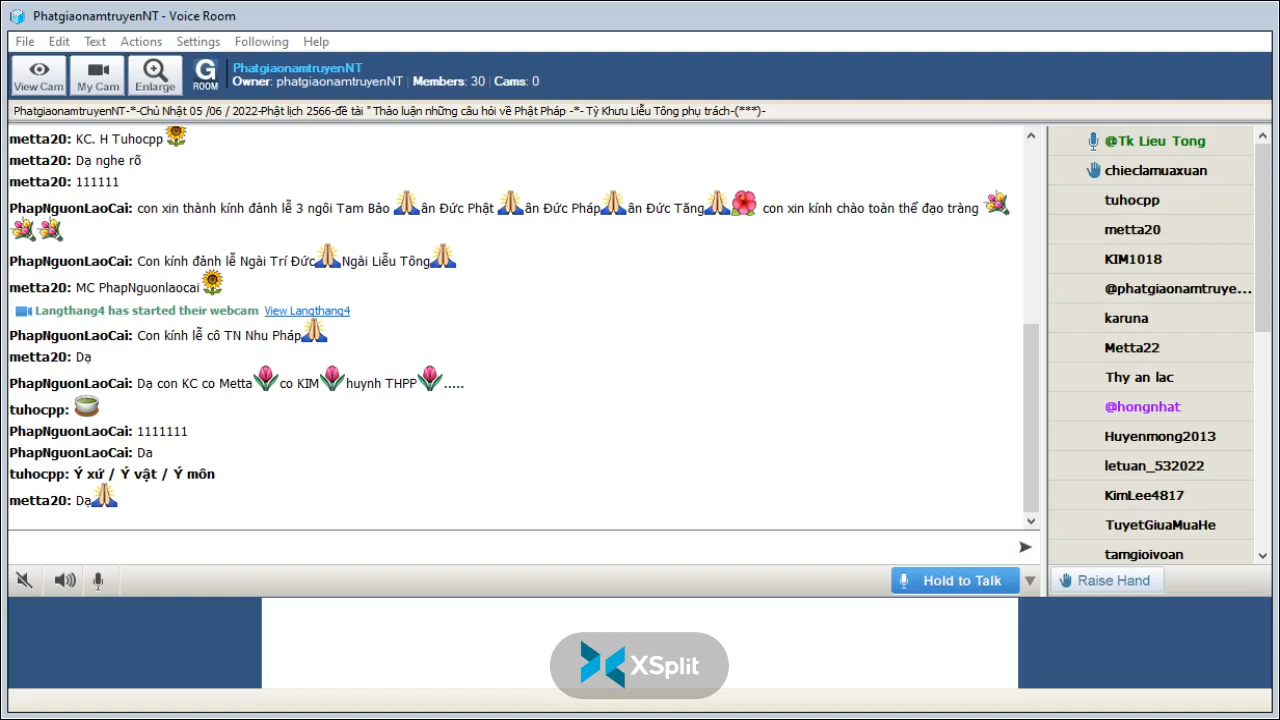 PhatgiaonamtruyenNT - Voice Room
File Edit Text Actions Settings Following Help
View Cam My Cam Enlarge G ROOM
PhatgiaonamtruyenNT
Owner: phatgiaonamtruyenNT | Members: 30 | Cams: 0
PhatgiaonamtruyenNT-*-Chủ Nhật 05 /06 / 2022-Phật lịch 2566-đề tài " Thảo luận những câu hỏi về Phật Pháp -*- Tỳ Khưu Liễu Tông phụ trách-(***)-
metta20: KC. H Tuhocpp
metta20: Dạ nghe rõ
metta20: 111111
PhapNguonLaoCai: con xin thành kính đảnh lễ 3 ngôi Tam Bảo ân Đức Phật ân Đức Pháp ân Đức Tăng con xin kính chào toàn thể đạo tràng
PhapNguonLaoCai: Con kính đảnh lễ Ngài Trí Đức Ngài Liễu Tông
metta20: MC PhapNguonlaocai
Langthang4 has started their webcam View Langthang4
PhapNguonLaoCai: Con kính lễ cô TN Nhu Pháp
metta20: Dạ
PhapNguonLaoCai: Dạ con KC co Metta co KIM huynh THPP .....
tuhocpp:
PhapNguonLaoCai: 1111111
PhapNguonLaoCai: Da
tuhocpp: Ý xứ / Ý vật / Ý môn
metta20: Dạ
@Tk Lieu Tong
chieclamuaxuan
tuhocpp
metta20
KIM1018
@phatgiaonamtruye...
karuna
Metta22
Thy an lac
@hongnhat
Huyenmong2013
letuan_532022
KimLee4817
TuyetGiuaMuaHe
tamgioivoan
Hold to Talk
Raise Hand
XSplit